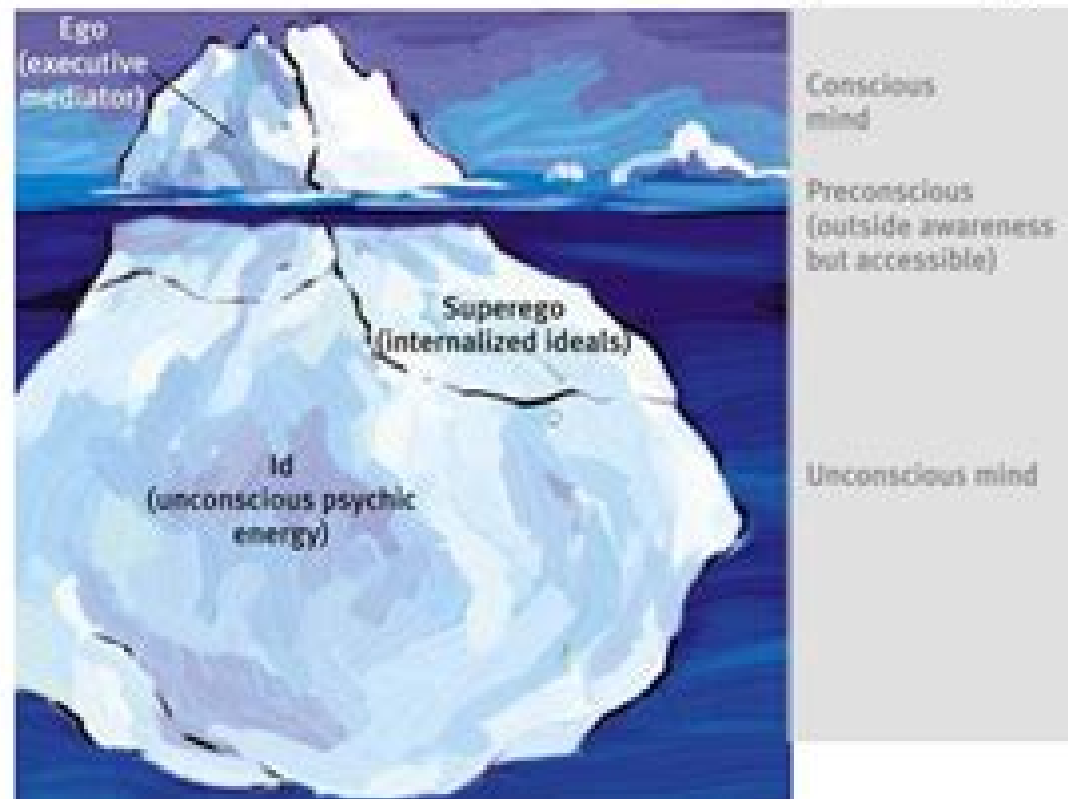 Ego
(executive
mediator)
Conscious
mind
Preconscious
(outside awareness
but accessible)
Superego
(internalized ideals)
Id
(unconscious psychic
energy)
Unconscious mind